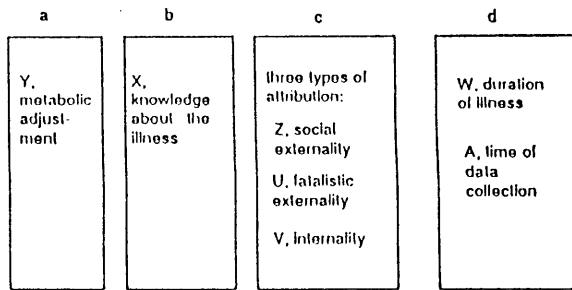 a
b
c
d
Y,
metabolic
adjust-
ment
X,
knowledge
about the
illness
three types of
attribution:
Z, social
externality
U, fatalistic
externality
V, internality
W, duration
of illness
A, time of
data
collection